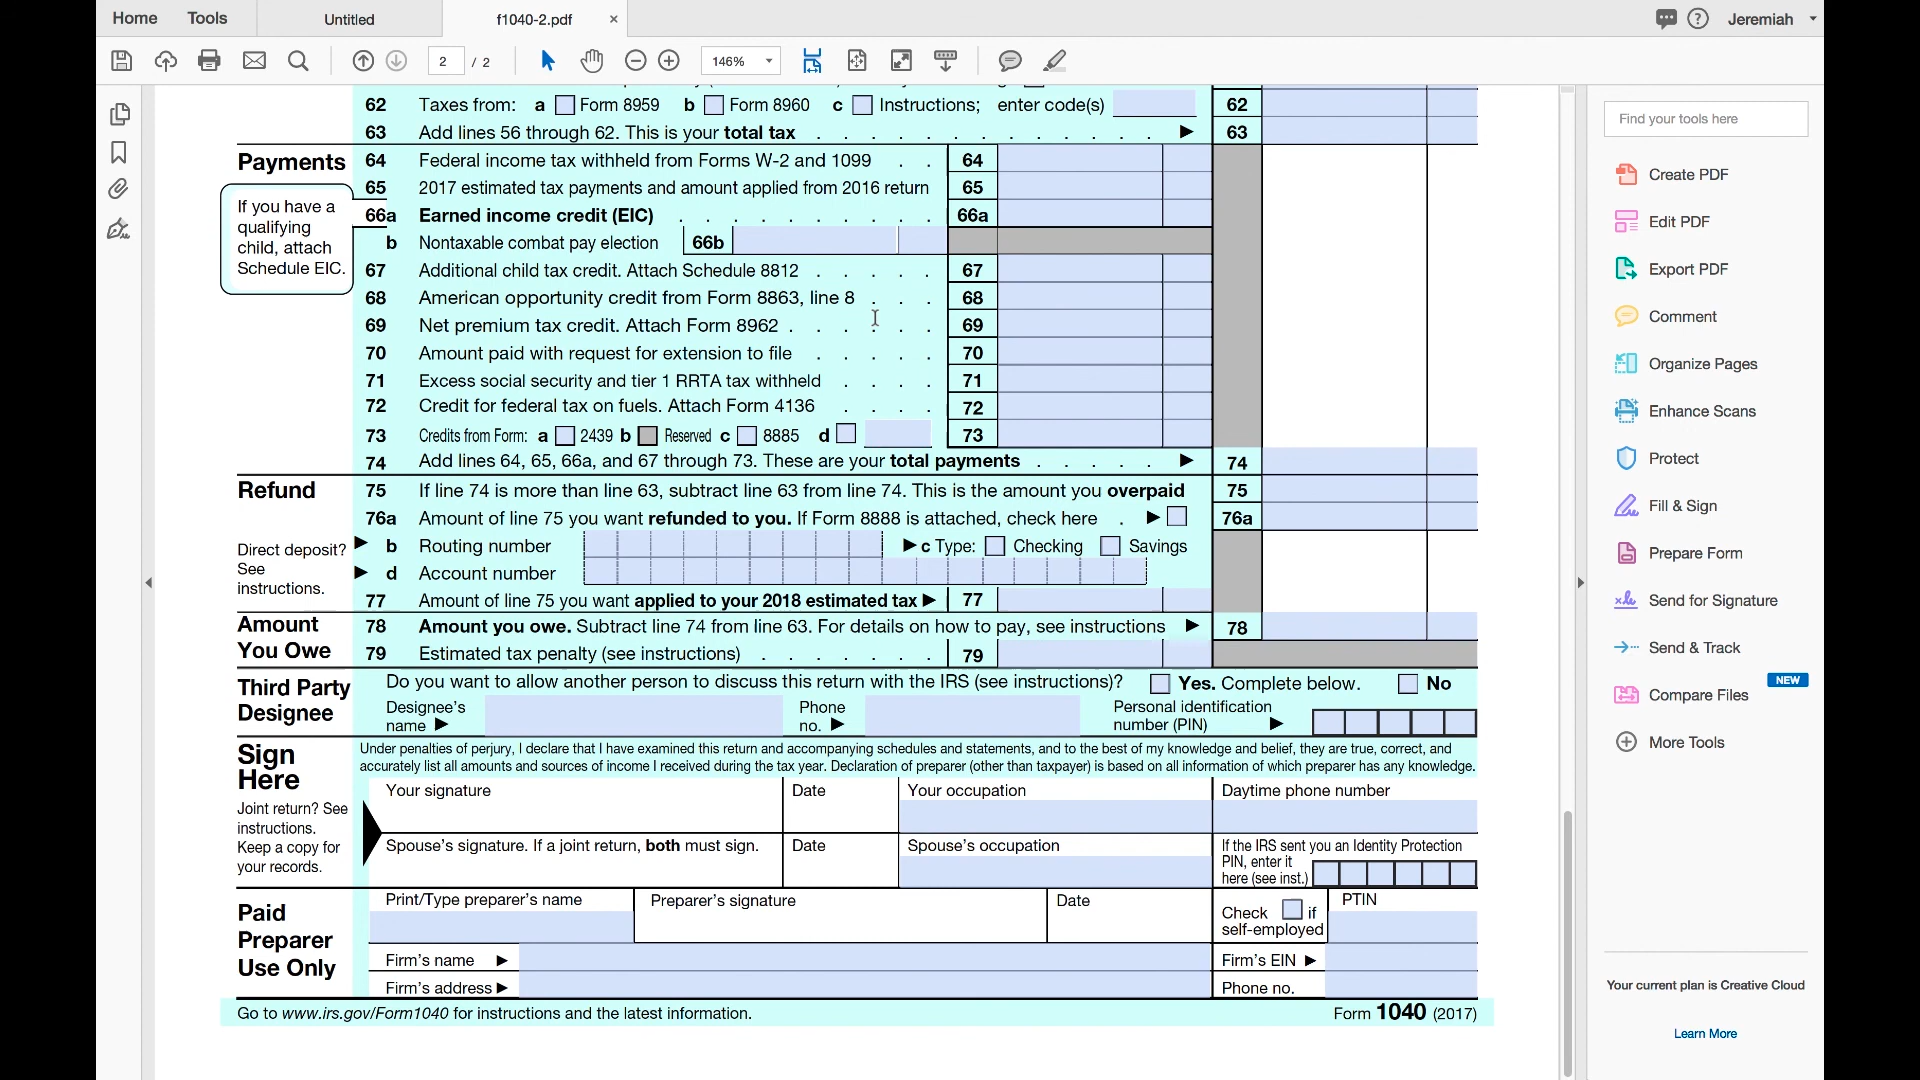 Home Tools Untitled f1040-2.pdf × Jeremiah
2 / 2 146%
62 Taxes from: a Form 8959 b Form 8960 c Instructions; enter code(s) 62
63 Add lines 56 through 62. This is your total tax . . . . . . . . . . . . . ▶ 63
Payments 64 Federal income tax withheld from Forms W-2 and 1099 . . 64
65 2017 estimated tax payments and amount applied from 2016 return 65
If you have a
qualifying
child, attach
Schedule EIC.
66a Earned income credit (EIC) . . . . . . . . . . 66a
b Nontaxable combat pay election 66b
67 Additional child tax credit. Attach Schedule 8812 . . . . . 67
68 American opportunity credit from Form 8863, line 8 . . . 68
69 Net premium tax credit. Attach Form 8962 . . . . . . 69
70 Amount paid with request for extension to file . . . . . 70
71 Excess social security and tier 1 RRTA tax withheld . . . . 71
72 Credit for federal tax on fuels. Attach Form 4136 . . . . 72
73 Credits from Form: a 2439 b Reserved c 8885 d 73
74 Add lines 64, 65, 66a, and 67 through 73. These are your total payments . . . . . ▶ 74
Refund 75 If line 74 is more than line 63, subtract line 63 from line 74. This is the amount you overpaid 75
76a Amount of line 75 you want refunded to you. If Form 8888 is attached, check here . ▶ 76a
Direct deposit?
See
instructions.
▶ b Routing number ▶ c Type: Checking Savings
▶ d Account number
77 Amount of line 75 you want applied to your 2018 estimated tax ▶ 77
Amount
You Owe
78 Amount you owe. Subtract line 74 from line 63. For details on how to pay, see instructions ▶ 78
79 Estimated tax penalty (see instructions) . . . . . . . 79
Third Party
Designee
Do you want to allow another person to discuss this return with the IRS (see instructions)? Yes. Complete below. No
Designee's
name ▶
Phone
no. ▶
Personal identification
number (PIN) ▶
Sign
Here
Joint return? See
instructions.
Keep a copy for
your records.
Under penalties of perjury, I declare that I have examined this return and accompanying schedules and statements, and to the best of my knowledge and belief, they are true, correct, and
accurately list all amounts and sources of income I received during the tax year. Declaration of preparer (other than taxpayer) is based on all information of which preparer has any knowledge.
Your signature Date Your occupation Daytime phone number
Spouse's signature. If a joint return, both must sign. Date Spouse's occupation
If the IRS sent you an Identity Protection
PIN, enter it
here (see inst.)
Paid
Preparer
Use Only
Print/Type preparer's name Preparer's signature Date
Check if
self-employed
PTIN
Firm's name ▶ Firm's EIN ▶
Firm's address ▶ Phone no.
Go to www.irs.gov/Form1040 for instructions and the latest information. Form 1040 (2017)
Find your tools here
Create PDF
Edit PDF
Export PDF
Comment
Organize Pages
Enhance Scans
Protect
Fill & Sign
Prepare Form
Send for Signature
Send & Track
NEW
Compare Files
More Tools
Your current plan is Creative Cloud
Learn More